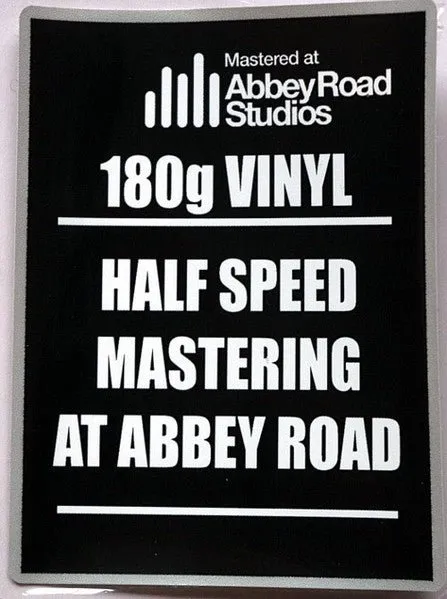 Mastered at
AbbeyRoad
Studios
180g VINYL
HALF SPEED
MASTERING
AT ABBEY ROAD